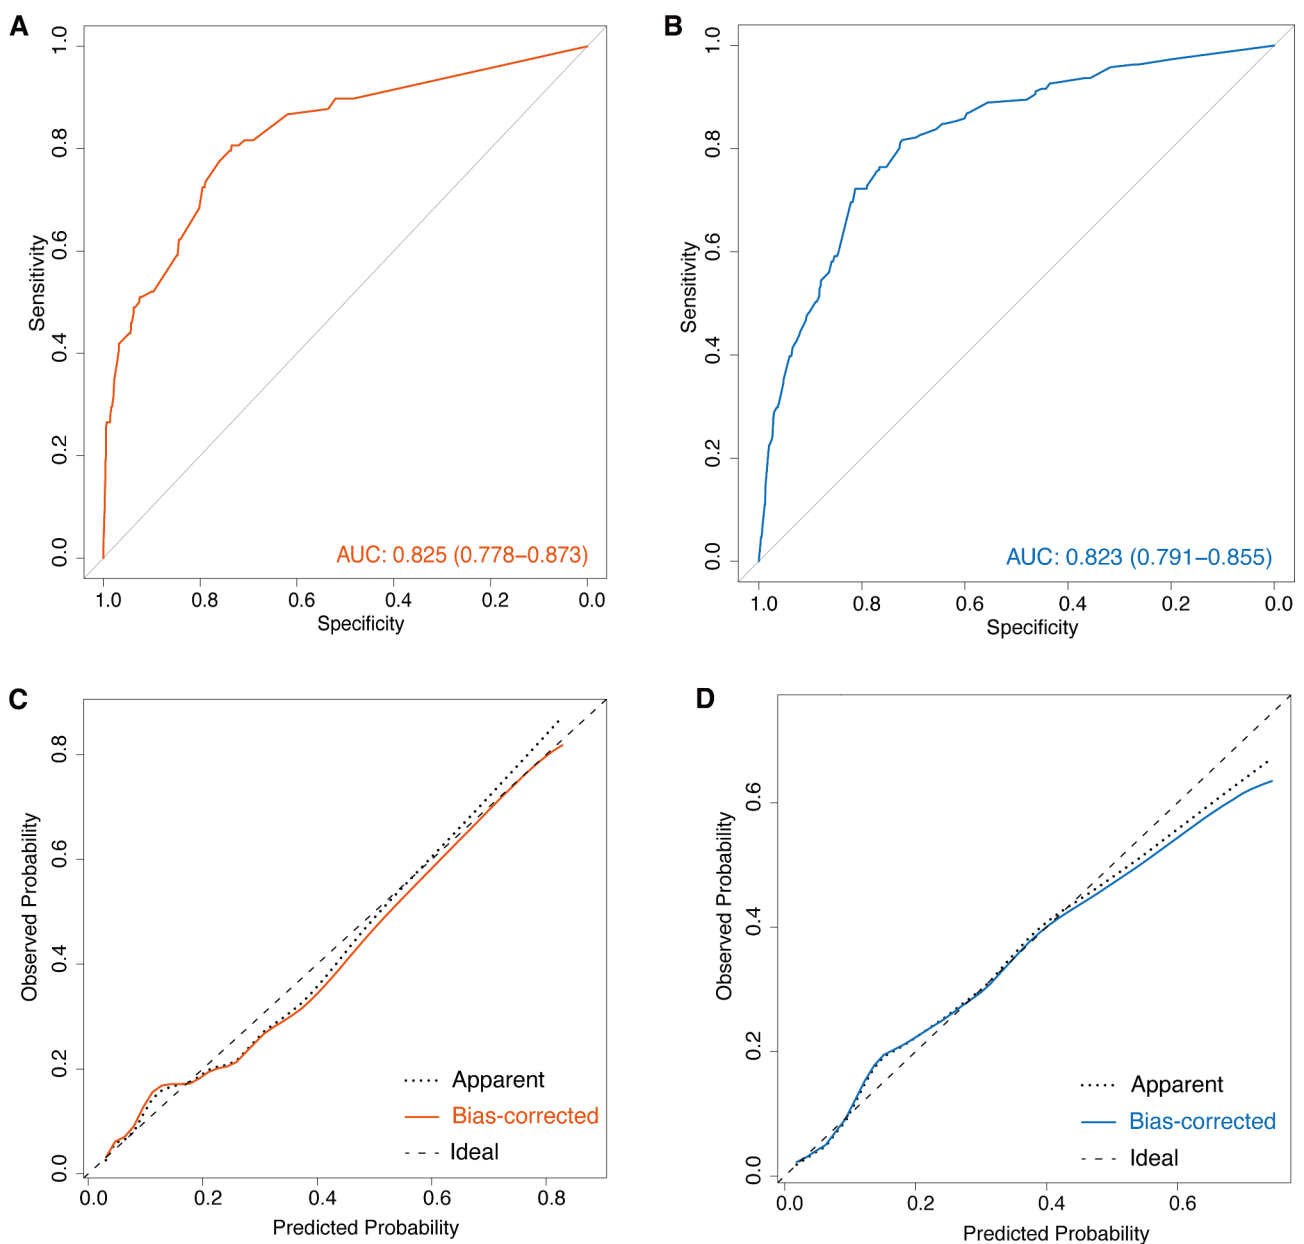 A
1.0
0.8
0.6
0.4
0.2
0.0
Sensitivity
AUC: 0.825 (0.778–0.873)
1.0 0.8 0.6 0.4 0.2 0.0
Specificity
B
1.0
0.8
0.6
0.4
0.2
0.0
Sensitivity
AUC: 0.823 (0.791–0.855)
1.0 0.8 0.6 0.4 0.2 0.0
Specificity
C
0.8
0.6
0.4
0.2
0.0
Observed Probability
Apparent
Bias-corrected
Ideal
0.0 0.2 0.4 0.6 0.8
Predicted Probability
D
0.6
0.4
0.2
0.0
Observed Probability
Apparent
Bias-corrected
Ideal
0.0 0.2 0.4 0.6
Predicted Probability